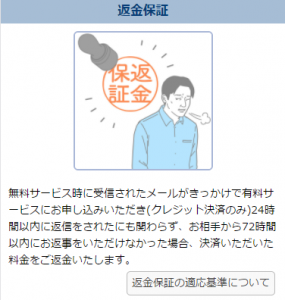 返金保証
返金
保証
無料サービス時に受信されたメールがきっかけで有料サ
ービスにお申し込みいただき(クレジット決済のみ)24時
間以内に返信をされたにも関わらず、お相手から72時間
以内にお返事をいただけなかった場合、決済いただいた
料金をご返金いたします。
返金保証の適応基準について